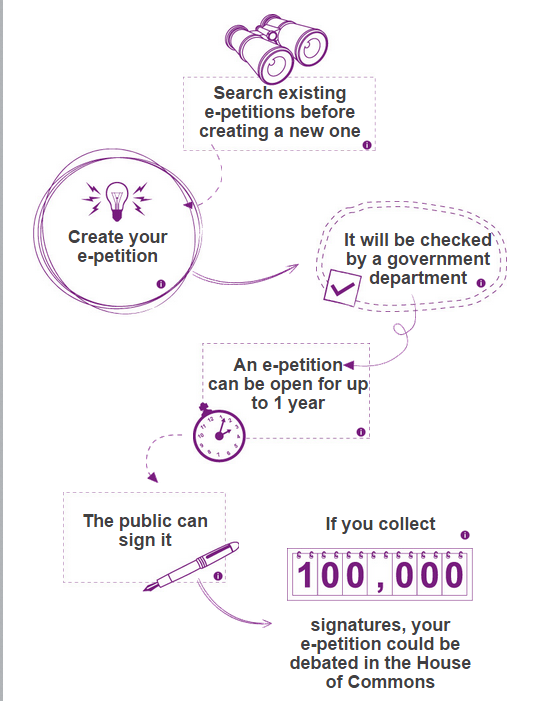 Search existing
e-petitions before
creating a new one
Create your
e-petition
It will be checked
by a government
department
An e-petition
can be open for up
to 1 year
The public can
sign it
If you collect
100,000
signatures, your
e-petition could be
debated in the House
of Commons